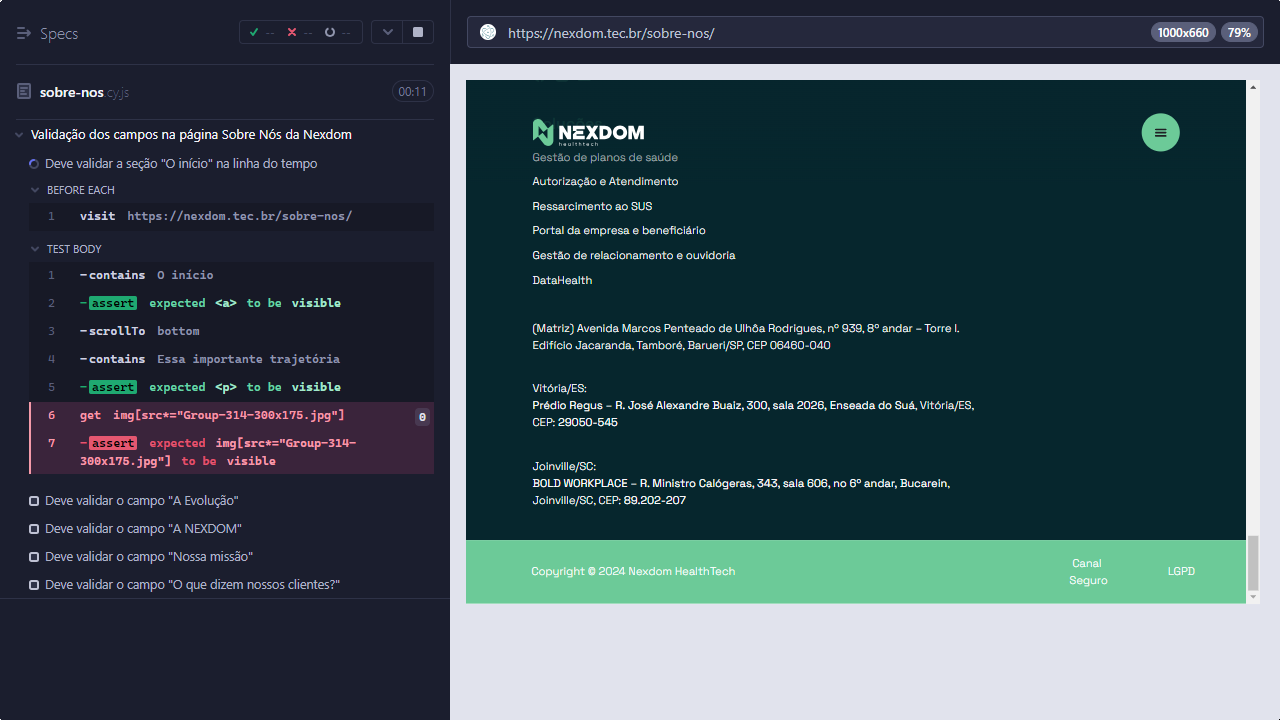 Specs
-- -- --
sobre-nos.cy.js
00:11
Validação dos campos na página Sobre Nós da Nexdom
Deve validar a seção "O início" na linha do tempo
BEFORE EACH
1 visit https://nexdom.tec.br/sobre-nos/
TEST BODY
1 -contains O início
2 -assert expected <a> to be visible
3 -scrollTo bottom
4 -contains Essa importante trajetória
5 -assert expected <p> to be visible
6 get img[src*="Group-314-300x175.jpg"] 0
7 -assert expected img[src*="Group-314-
300x175.jpg"] to be visible
Deve validar o campo "A Evolução"
Deve validar o campo "A NEXDOM"
Deve validar o campo "Nossa missão"
Deve validar o campo "O que dizem nossos clientes?"
https://nexdom.tec.br/sobre-nos/
1000x660 79%
NEXDOM
healthtech
Gestão de planos de saúde
Autorização e Atendimento
Ressarcimento ao SUS
Portal da empresa e beneficiário
Gestão de relacionamento e ouvidoria
DataHealth
(Matriz) Avenida Marcos Penteado de Ulhôa Rodrigues, nº 939, 8º andar – Torre I.
Edifício Jacaranda, Tamboré, Barueri/SP, CEP 06460-040
Vitória/ES:
Prédio Regus – R. José Alexandre Buaiz, 300, sala 2026, Enseada do Suá, Vitória/ES,
CEP: 29050-545
Joinville/SC:
BOLD WORKPLACE – R. Ministro Calógeras, 343, sala 606, no 6º andar, Bucarein,
Joinville/SC, CEP: 89.202-207
Copyright © 2024 Nexdom HealthTech
Canal
Seguro
LGPD